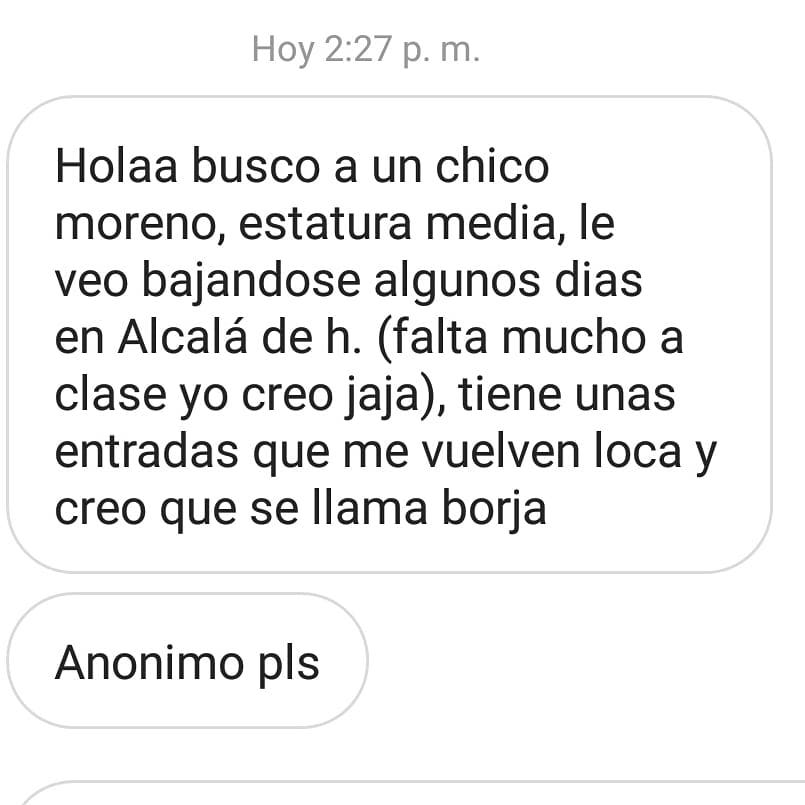 Hoy 2:27 p. m.
Holaa busco a un chico
moreno, estatura media, le
veo bajandose algunos dias
en Alcalá de h. (falta mucho a
clase yo creo jaja), tiene unas
entradas que me vuelven loca y
creo que se llama borja
Anonimo pls